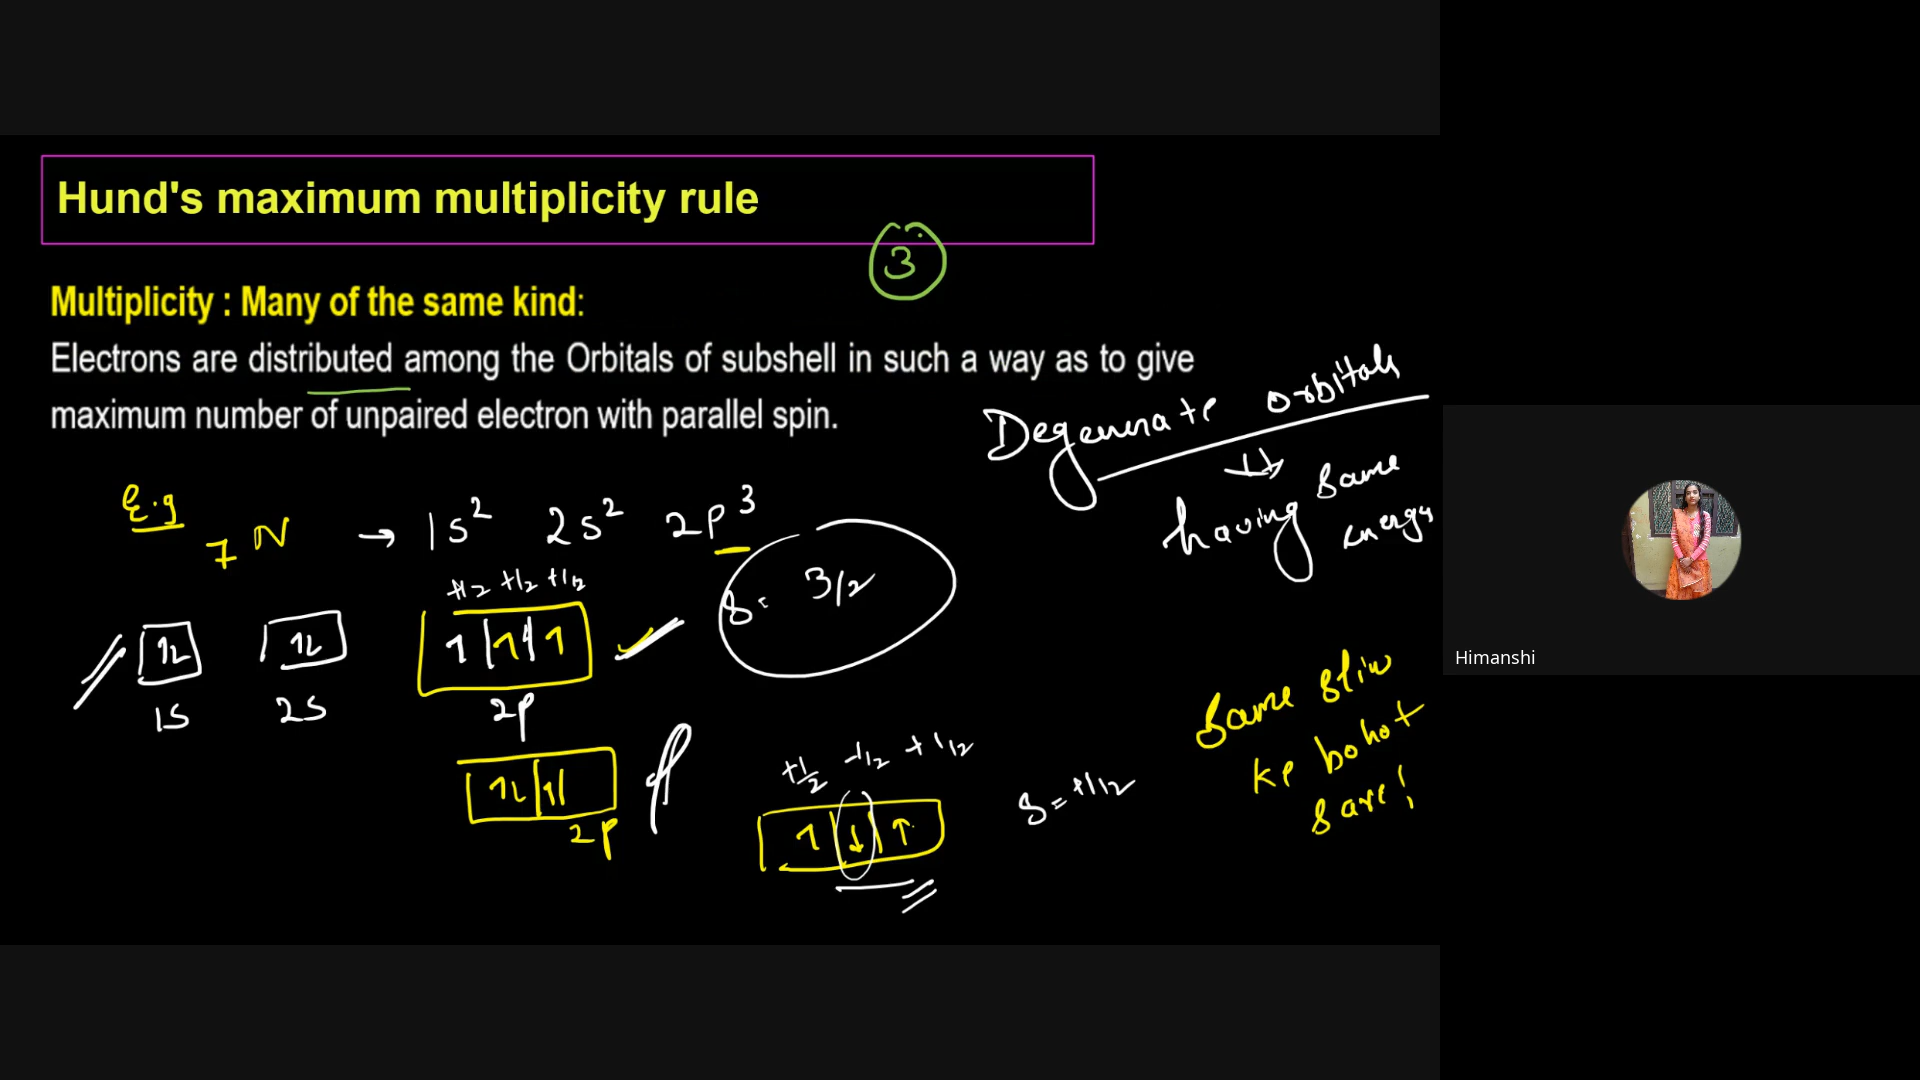 Hund's maximum multiplicity rule
3
Multiplicity : Many of the same kind:
Electrons are distributed among the Orbitals of subshell in such a way as to give
maximum number of unpaired electron with parallel spin.
Degenerate orbitals
having same
energy
E.g
7 N → 1s² 2s² 2p³
+1/2 +1/2 +1/2
s = 3/2
1 | 1 | 1
1s 2s 2p
2p
+1/2 -1/2 +1/2
↓ ↑
s = +1/2
Same
ke bohot
sare!
Himanshi